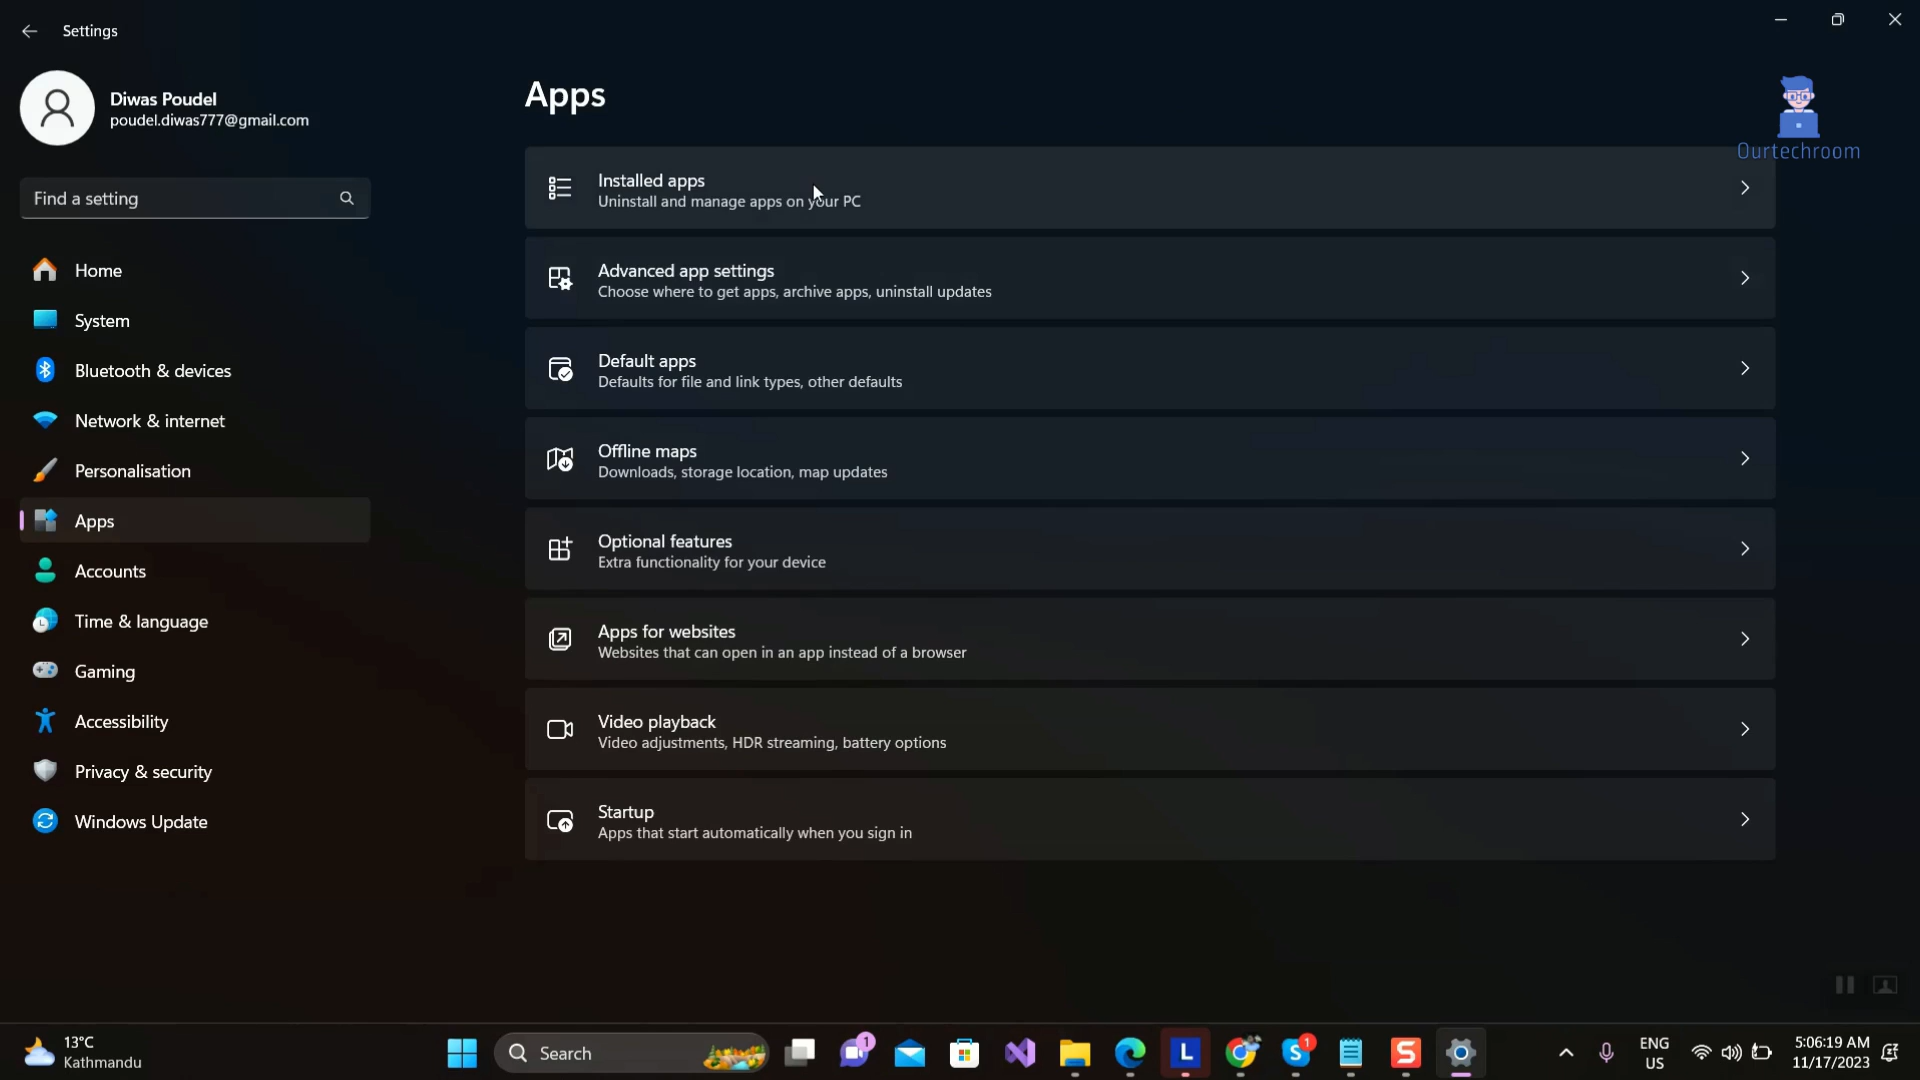 Settings
Diwas Poudel
poudel.diwas777@gmail.com
Find a setting
Home
System
Bluetooth & devices
Network & internet
Personalisation
Apps
Accounts
Time & language
Gaming
Accessibility
Privacy & security
Windows Update
Apps
Ourtechroom
Installed apps
Uninstall and manage apps on your PC
Advanced app settings
Choose where to get apps, archive apps, uninstall updates
Default apps
Defaults for file and link types, other defaults
Offline maps
Downloads, storage location, map updates
Optional features
Extra functionality for your device
Apps for websites
Websites that can open in an app instead of a browser
Video playback
Video adjustments, HDR streaming, battery options
Startup
Apps that start automatically when you sign in
13°C
Kathmandu
Search
1
L
S
1
S
ENG
US
5:06:19 AM
11/17/2023